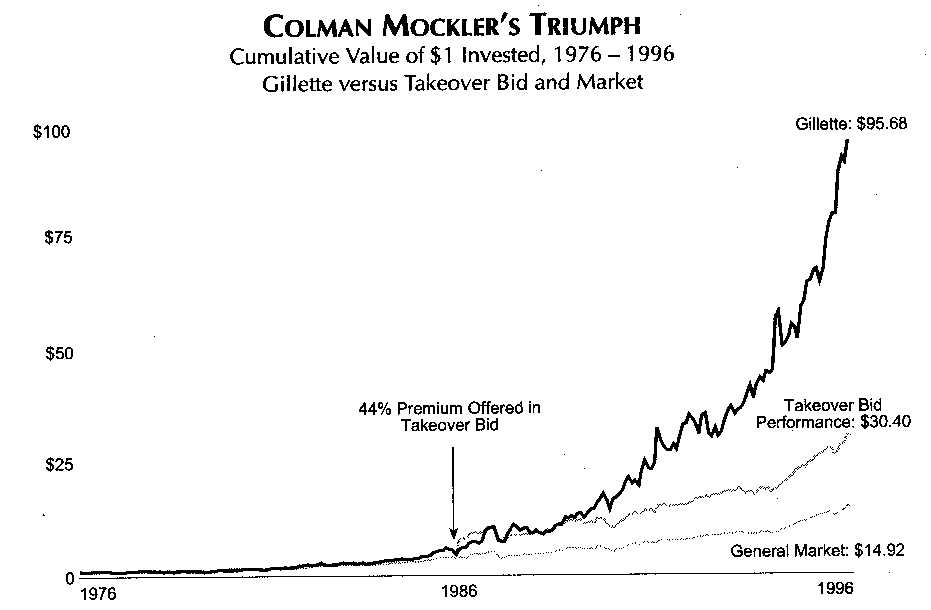 COLMAN MOCKLER'S TRIUMPH
Cumulative Value of $1 Invested, 1976 – 1996
Gillette versus Takeover Bid and Market
$100
Gillette: $95.68
$75
$50
44% Premium Offered in
Takeover Bid
Takeover Bid
Performance: $30.40
$25
General Market: $14.92
0
1976
1986
1996